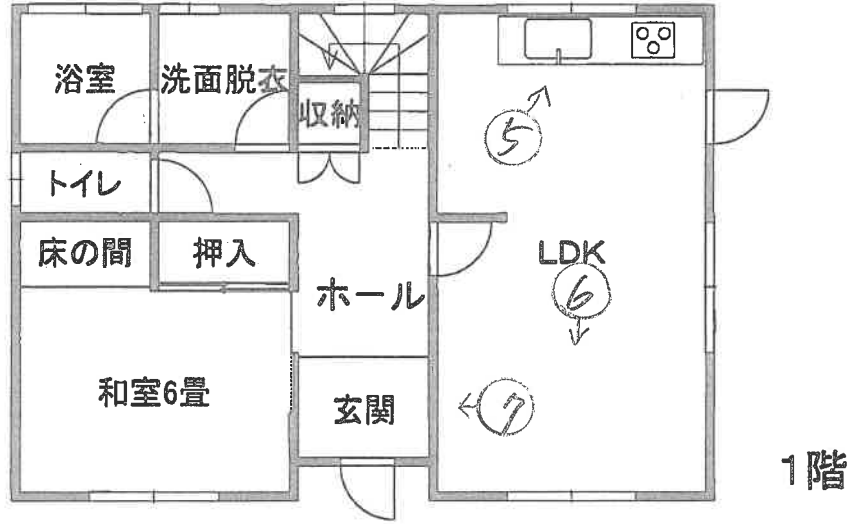 浴室
洗面脱衣
収納
⑤
トイレ
床の間
押入
LDK
ホール
⑥
和室6畳
玄関
⑦
1階